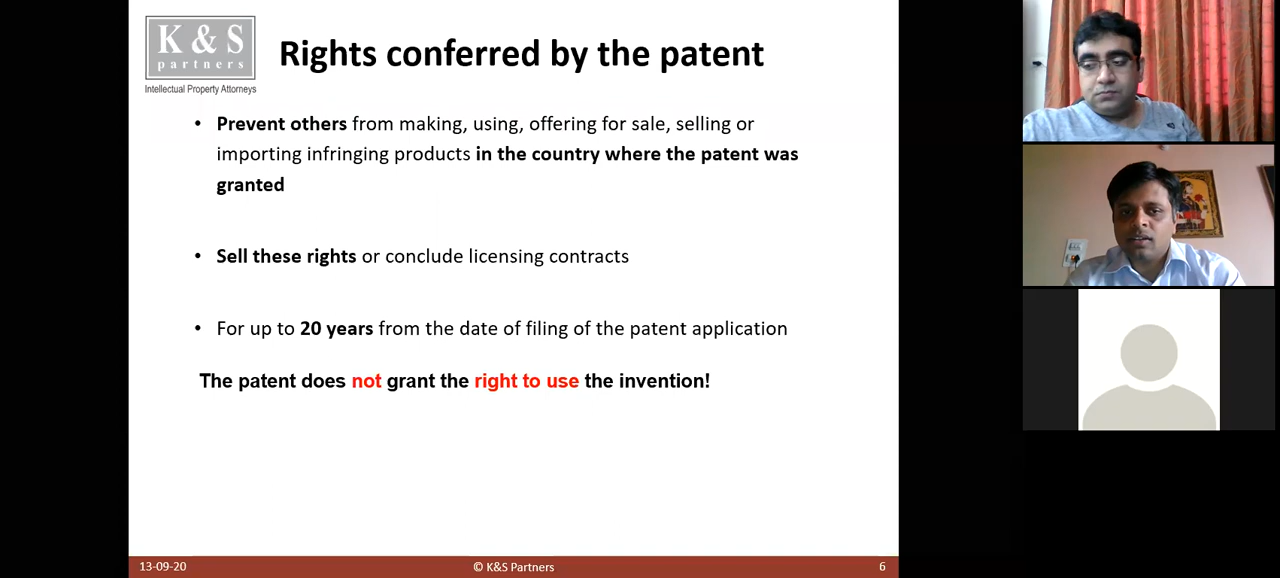 K & S
partners
Intellectual Property Attorneys
Rights conferred by the patent
• Prevent others from making, using, offering for sale, selling or
importing infringing products in the country where the patent was
granted
• Sell these rights or conclude licensing contracts
• For up to 20 years from the date of filing of the patent application
The patent does not grant the right to use the invention!
13-09-20
© K&S Partners
6